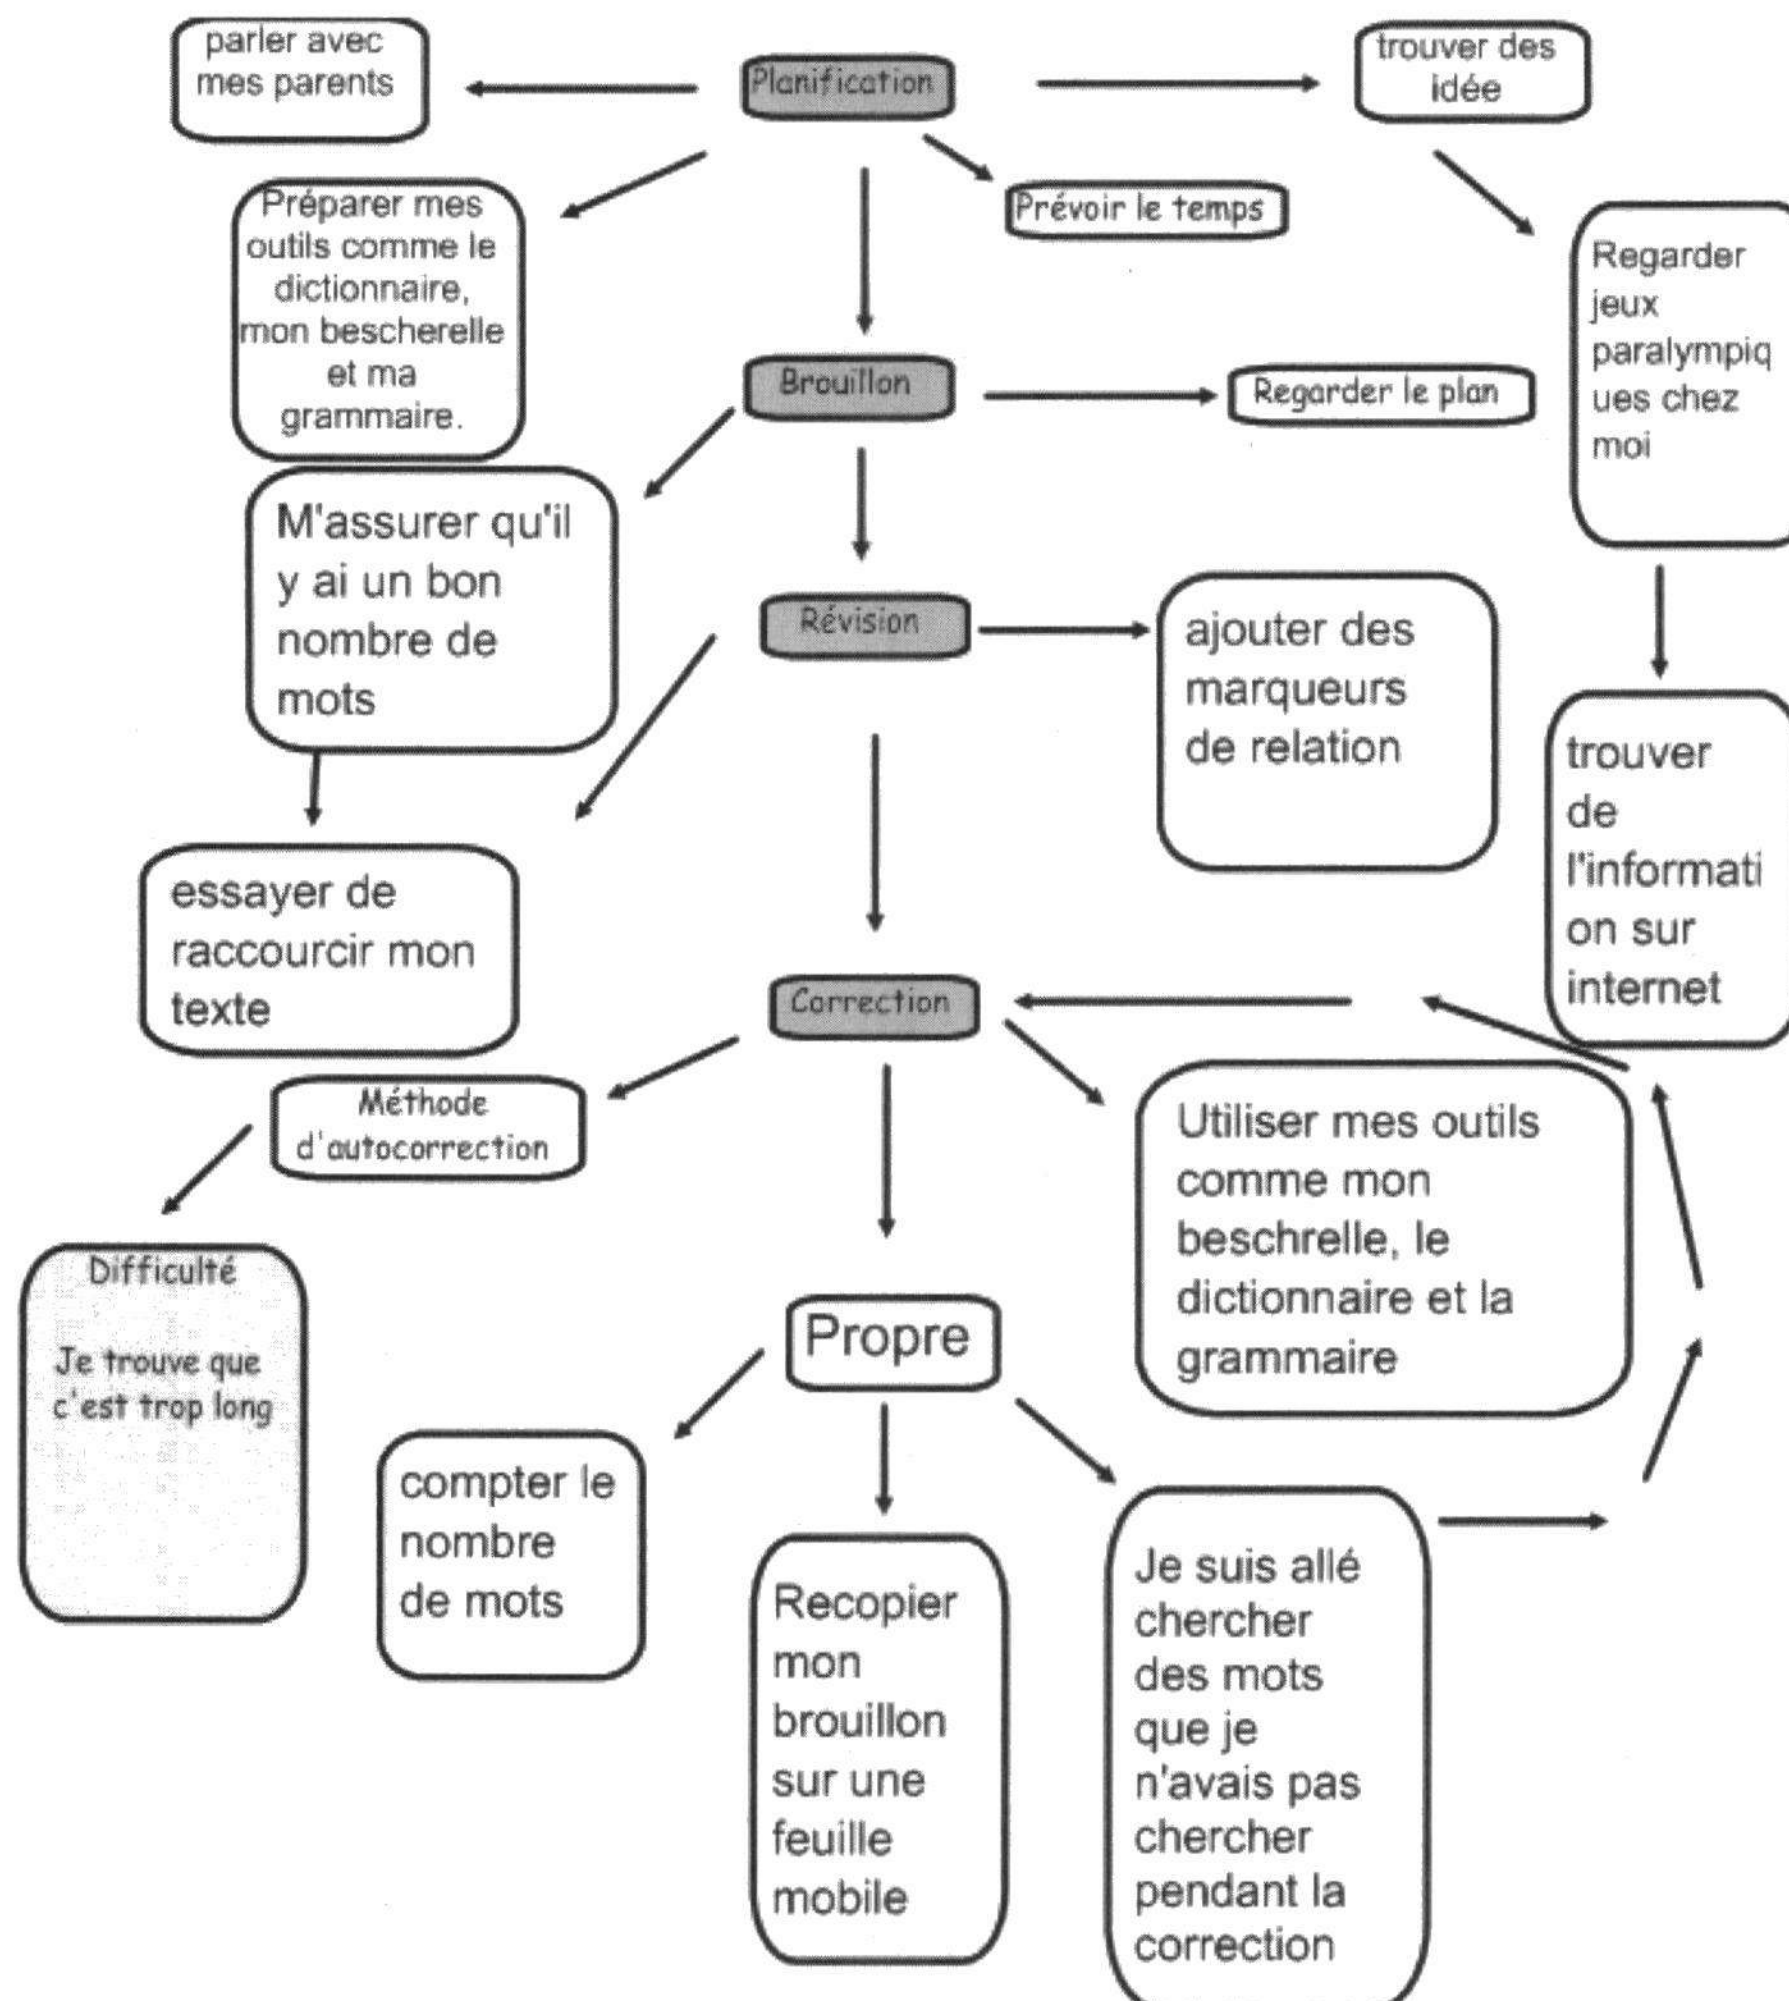 parler avec
mes parents
Planification
trouver des
idée
Préparer mes
outils comme le
dictionnaire,
mon bescherelle
et ma
grammaire.
Prévoir le temps
Regarder
jeux
paralympiq
ues chez
moi
Brouillon
Regarder le plan
M'assurer qu'il
y ai un bon
nombre de
mots
Révision
ajouter des
marqueurs
de relation
trouver
de
l'informati
on sur
internet
essayer de
raccourcir mon
texte
Correction
Méthode
d'autocorrection
Utiliser mes outils
comme mon
beschrelle, le
dictionnaire et la
grammaire
Difficulté
Je trouve que
c'est trop long
Propre
compter le
nombre
de mots
Recopier
mon
brouillon
sur une
feuille
mobile
Je suis allé
chercher
des mots
que je
n'avais pas
chercher
pendant la
correction